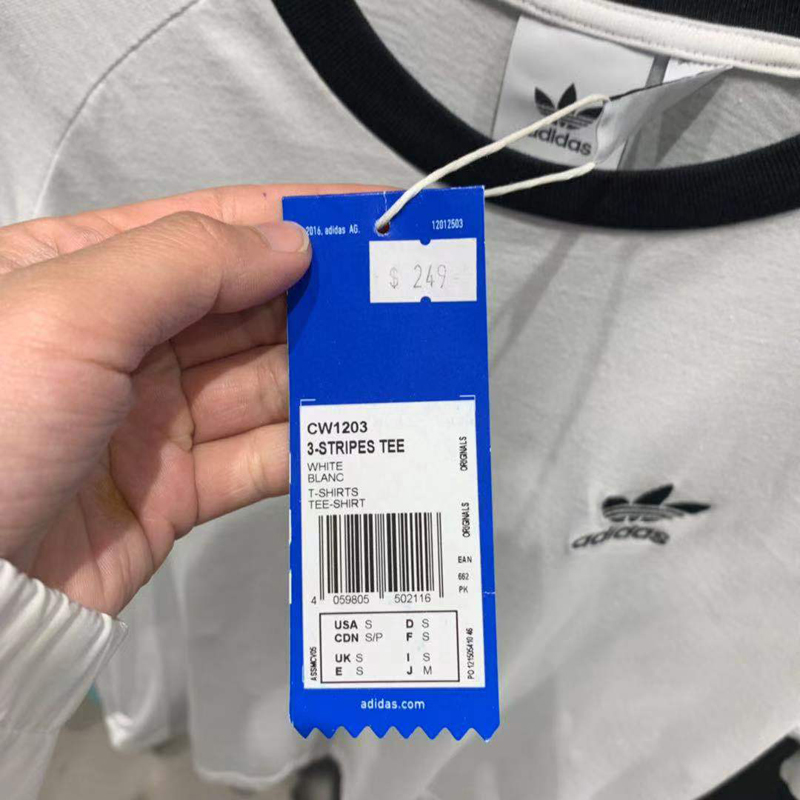 adidas
2016, adidas AG.
12012503
$ 249-
CW1203
3-STRIPES TEE
WHITE
BLANC
T-SHIRTS
TEE-SHIRT
ORIGINALS
ORIGINALS
EAN
662
PK
4 059805 502116
USA S D S
CDN S/P F S
UK S I S
E S J M
ASSMCV05
adidas.com
adidas